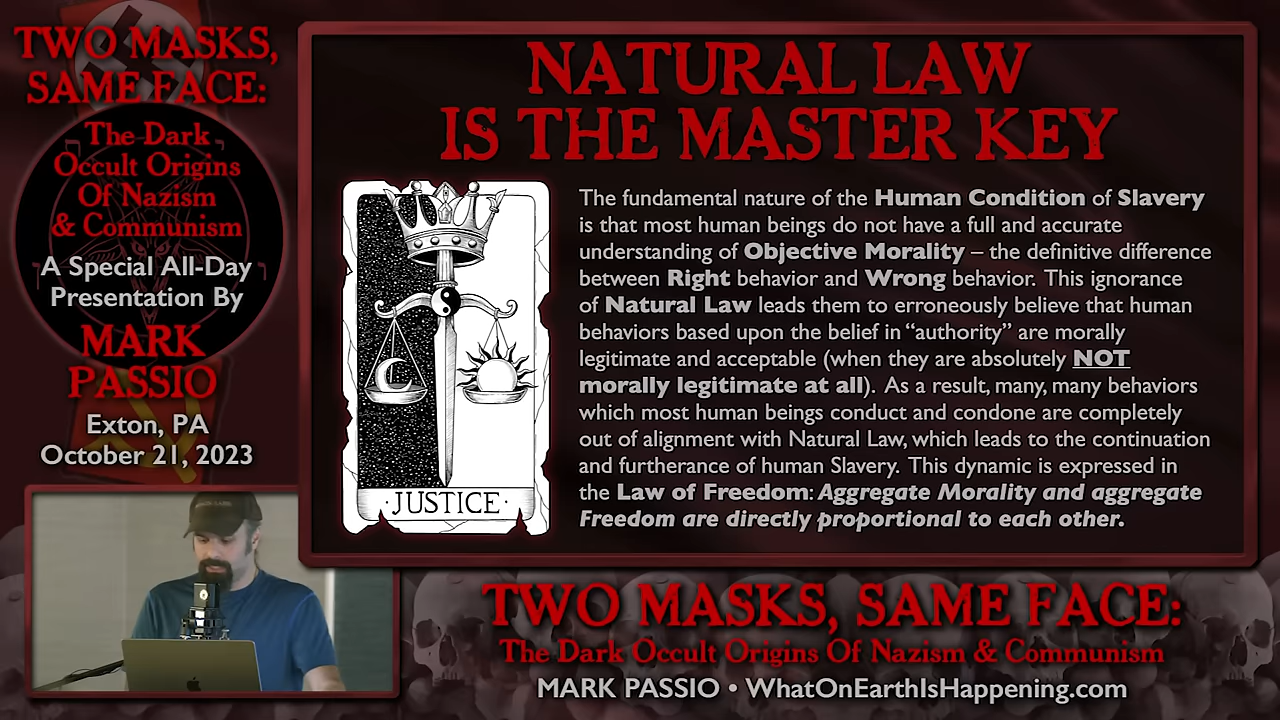 TWO MASKS,
SAME FACE:
The Dark
Occult Origins
Of Nazism
& Communism
A Special All-Day
Presentation By
MARK
PASSIO
Exton, PA
October 21, 2023
NATURAL LAW
IS THE MASTER KEY
·JUSTICE·
The fundamental nature of the Human Condition of Slavery
is that most human beings do not have a full and accurate
understanding of Objective Morality – the definitive difference
between Right behavior and Wrong behavior. This ignorance
of Natural Law leads them to erroneously believe that human
behaviors based upon the belief in “authority” are morally
legitimate and acceptable (when they are absolutely NOT
morally legitimate at all). As a result, many, many behaviors
which most human beings conduct and condone are completely
out of alignment with Natural Law, which leads to the continuation
and furtherance of human Slavery. This dynamic is expressed in
the Law of Freedom: Aggregate Morality and aggregate
Freedom are directly proportional to each other.
TWO MASKS, SAME FACE:
The Dark Occult Origins Of Nazism & Communism
MARK PASSIO • WhatOnEarthIsHappening.com